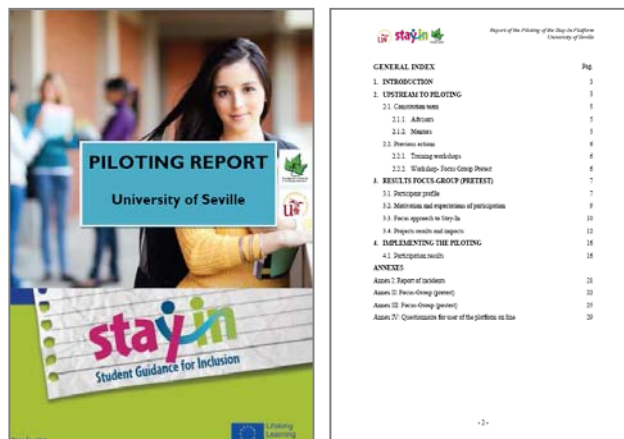 PILOTING REPORT
University of Seville
stay in
Student Guidance for Inclusion
Lifelong
Learning
stay in
Report of the Piloting of the Stay-In Platform
University of Seville
GENERAL INDEX Pag.
1. INTRODUCTION 3
2. UPSTREAM TO PILOTING 3
2.1. Constitution team 5
2.1.1. Advisors 5
2.1.2. Mentors 5
2.2. Previous actions 6
2.2.1. Training workshops 6
2.2.2. Workshop- Focus Group Pretest 6
3. RESULTS FOCUS-GROUP (PRETEST) 7
3.1. Participant profile 7
3.2. Motivation and expectations of participation 9
3.3. Focus approach to Stay-In 10
3.4. Projects results and impacts 12
4. IMPLEMENTING THE PILOTING 16
4.1. Participation results 16
ANNEXES
Annex I: Report of incidents 21
Annex II: Focus-Group (pretest) 22
Annex III: Focus-Group (postest) 25
Annex IV: Questionnaire for user of the platform on line 29
- 2 -